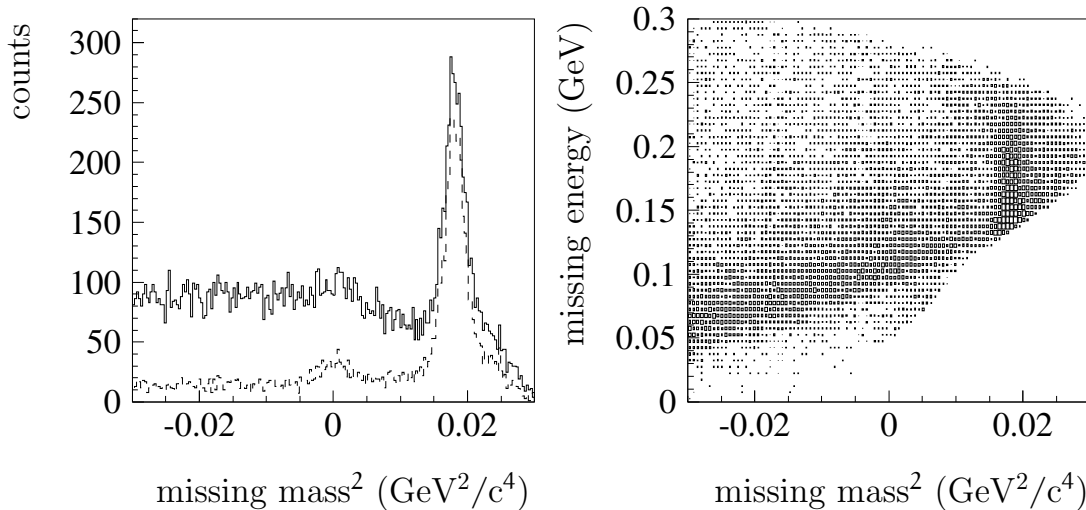 counts
300
250
200
150
100
50
0
-0.02 0 0.02
missing mass² (GeV²/c⁴)
missing energy (GeV)
0.3
0.25
0.2
0.15
0.1
0.05
0
-0.02 0 0.02
missing mass² (GeV²/c⁴)